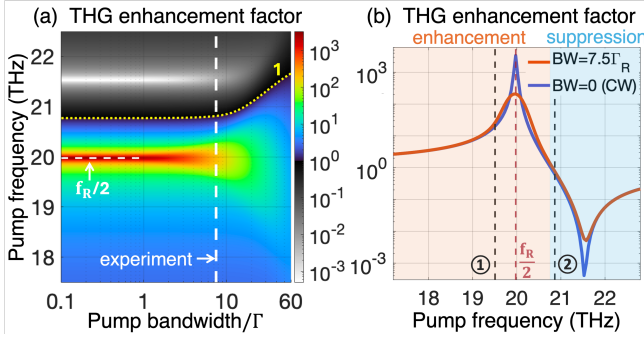 (a) THG enhancement factor
Pump frequency (THz)
22
21
20
19
18
1
f_R/2
experiment
0.1
1
10
60
Pump bandwidth/Γ
10^3
10^2
10^1
10^0
10^-1
10^-2
10^-3
(b) THG enhancement factor
enhancement
suppression
BW=7.5Γ_R
BW=0 (CW)
10^3
10^0
10^-3
①
f_R
2
②
18
19
20
21
22
Pump frequency (THz)